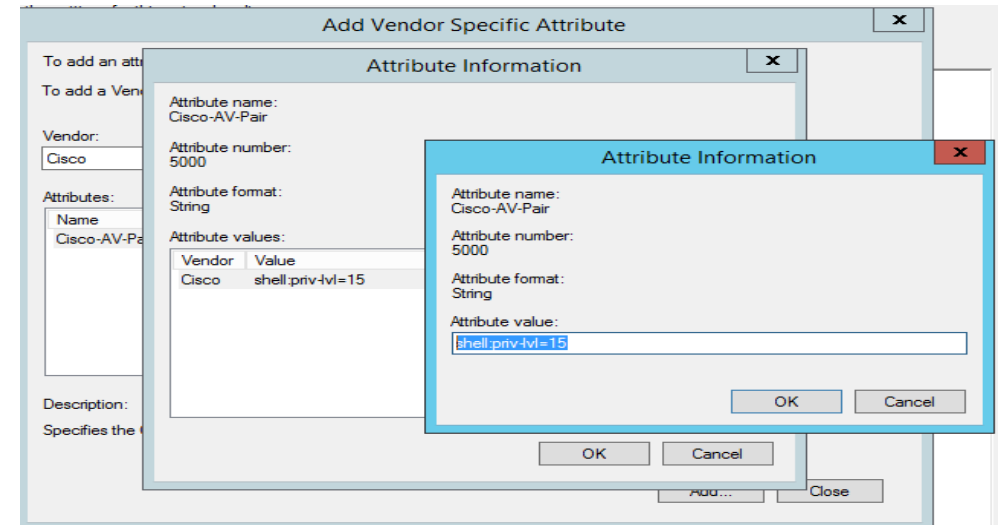 Add Vendor Specific Attribute
x
To add an att
To add a Ven
Vendor:
Cisco
Attributes:
Name
Cisco-AV-Pa
Description:
Specifies the
Add...
Close
Attribute Information
x
Attribute name:
Cisco-AV-Pair
Attribute number:
5000
Attribute format:
String
Attribute values:
Vendor Value
Cisco shell:priv-lvl=15
OK Cancel
Attribute Information
x
Attribute name:
Cisco-AV-Pair
Attribute number:
5000
Attribute format:
String
Attribute value:
shell:priv-lvl=15
OK Cancel